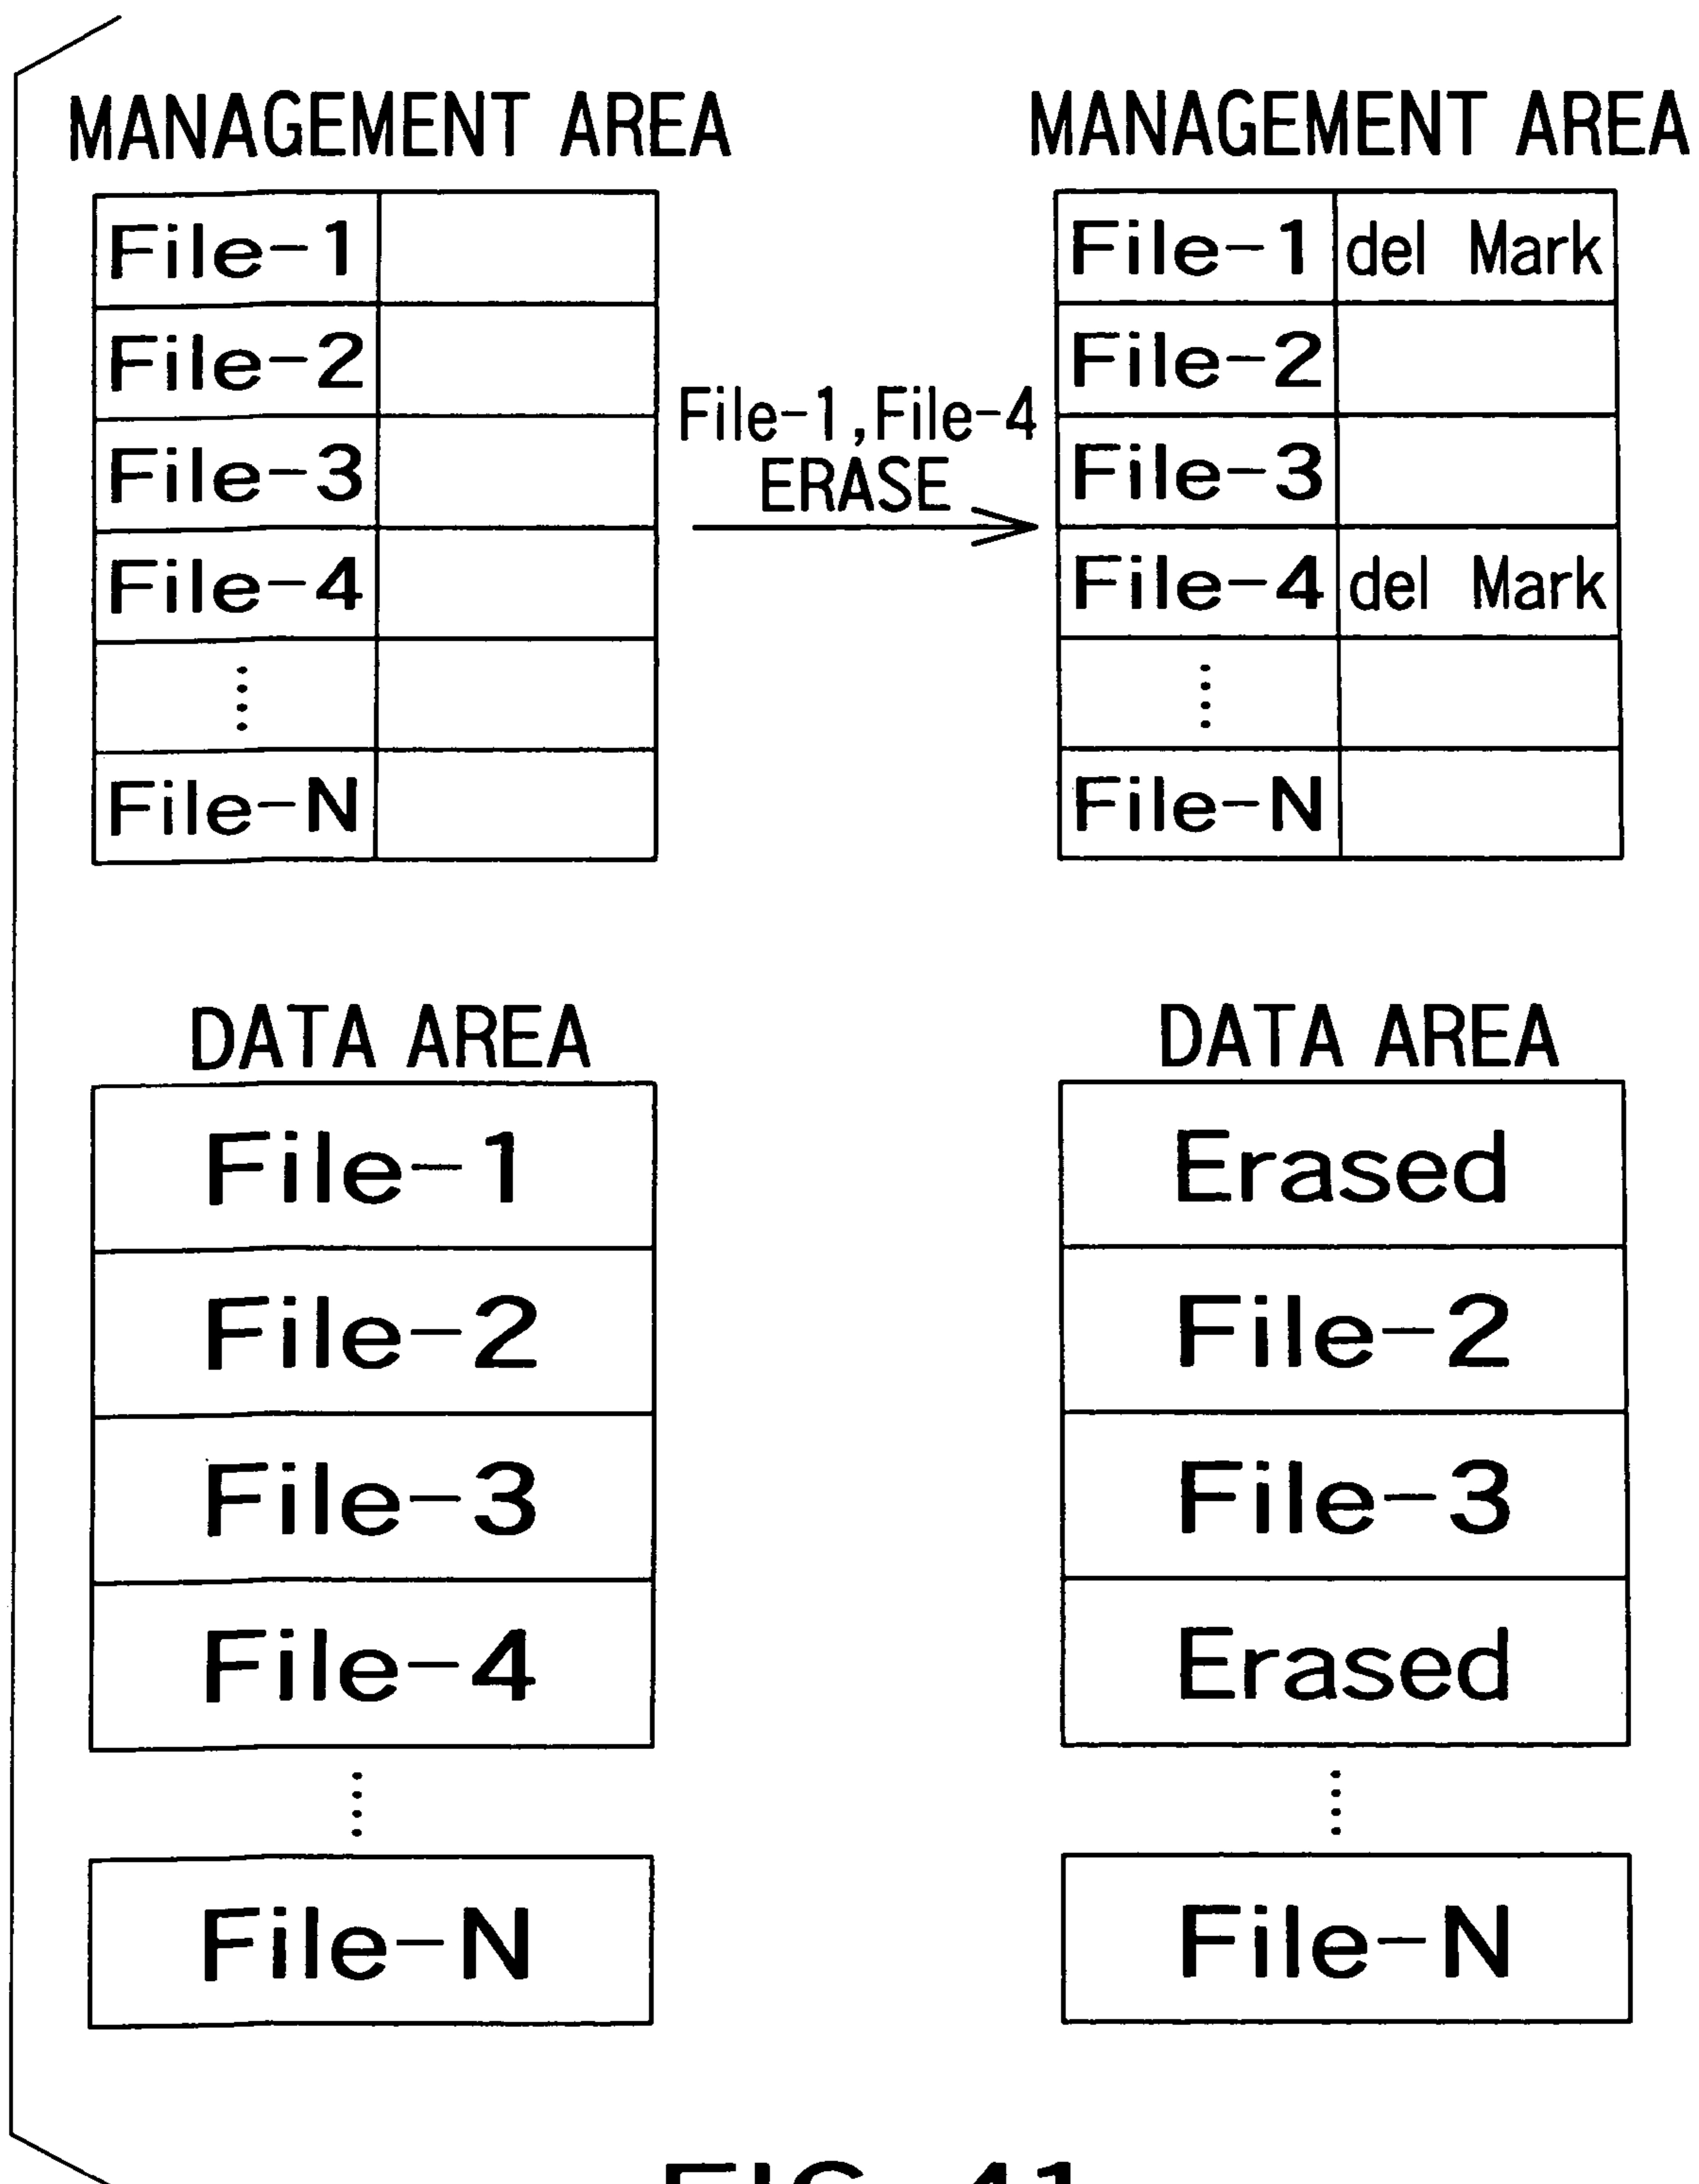 MANAGEMENT AREA
File-1
File-2
File-3
File-4
File-N
File-1,File-4
ERASE
MANAGEMENT AREA
File-1 del Mark
File-2
File-3
File-4 del Mark
File-N
DATA AREA
File-1
File-2
File-3
File-4
File-N
DATA AREA
Erased
File-2
File-3
Erased
File-N
FIG. 41